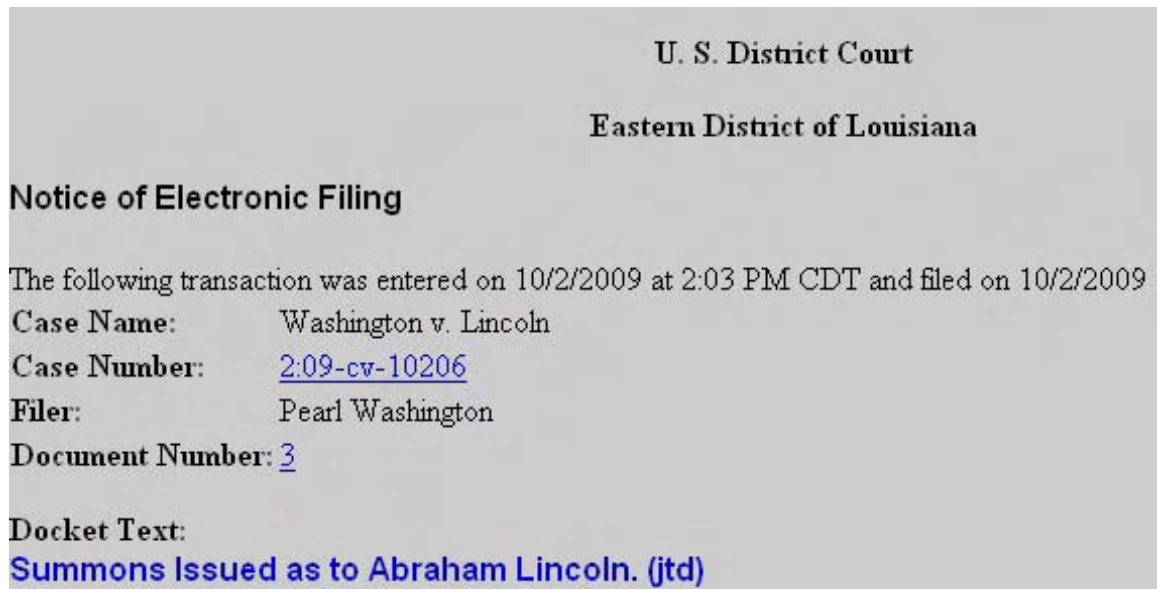 U. S. District Court
Eastern District of Louisiana
Notice of Electronic Filing
The following transaction was entered on 10/2/2009 at 2:03 PM CDT and filed on 10/2/2009
Case Name: Washington v. Lincoln
Case Number: 2:09-cv-10206
Filer: Pearl Washington
Document Number: 3
Docket Text:
Summons Issued as to Abraham Lincoln. (jtd)